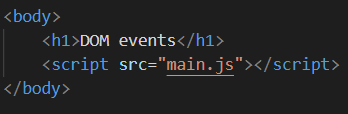 <body>
    <h1>DOM events</h1>
    <script src="main.js"></script>
</body>